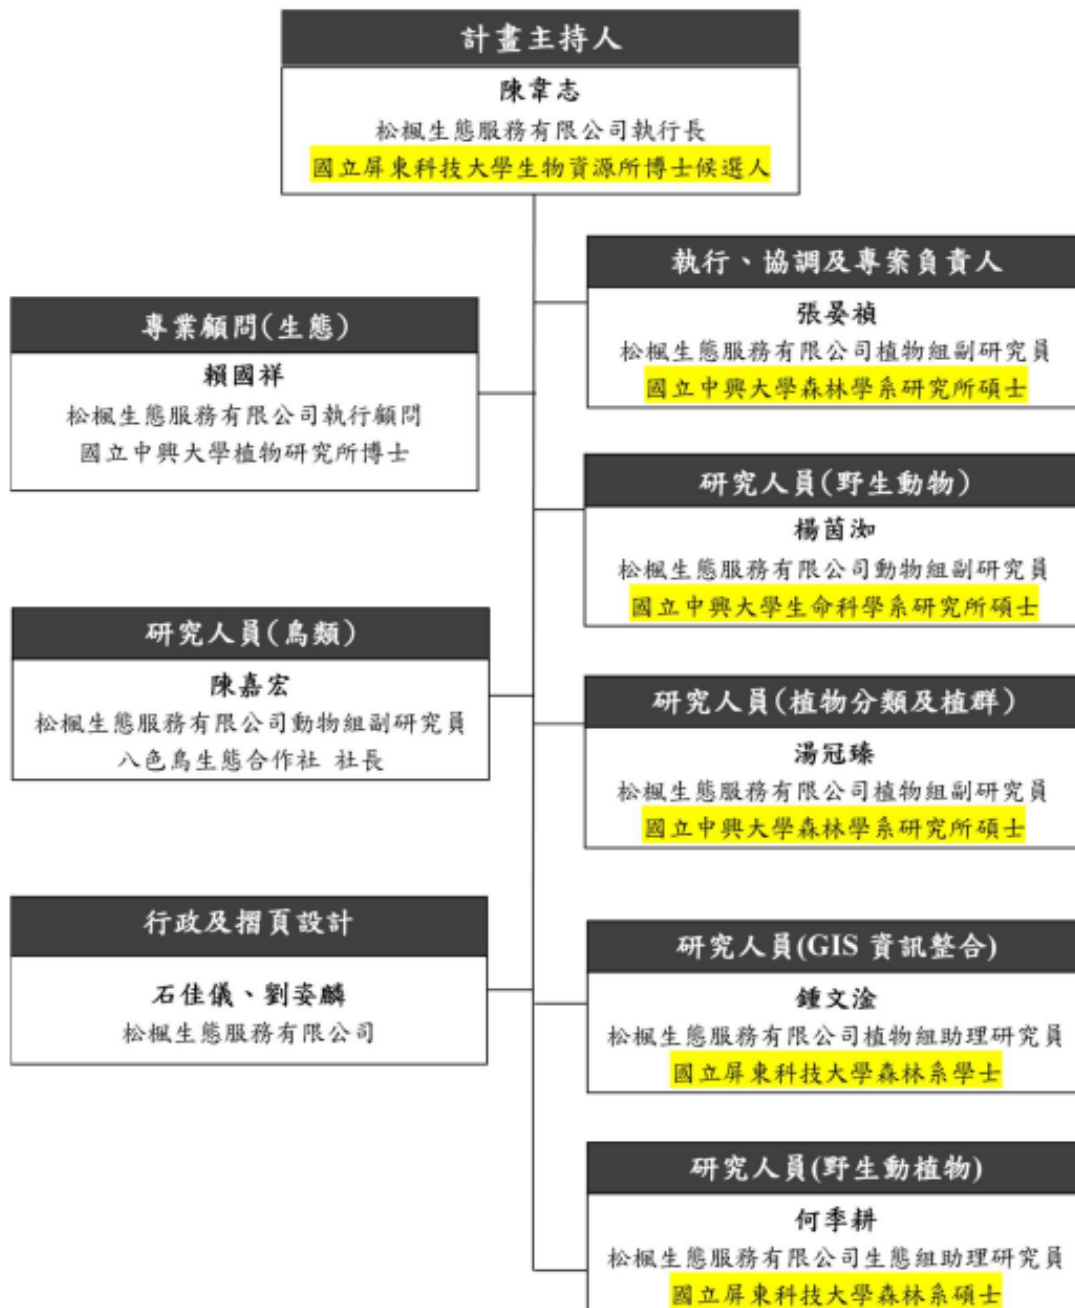 計畫主持人
陳韋志
松楓生態服務有限公司執行長
國立屏東科技大學生物資源所博士候選人
執行、協調及專案負責人
張晏禎
松楓生態服務有限公司植物組副研究員
國立中興大學森林學系研究所碩士
專業顧問(生態)
賴國祥
松楓生態服務有限公司執行顧問
國立中興大學植物研究所博士
研究人員(野生動物)
楊茵洳
松楓生態服務有限公司動物組副研究員
國立中興大學生命科學系研究所碩士
研究人員(鳥類)
陳嘉宏
松楓生態服務有限公司動物組副研究員
八色鳥生態合作社 社長
研究人員(植物分類及植群)
湯冠臻
松楓生態服務有限公司植物組副研究員
國立中興大學森林學系研究所碩士
行政及摺頁設計
石佳儀、劉姿麟
松楓生態服務有限公司
研究人員(GIS 資訊整合)
鍾文淦
松楓生態服務有限公司植物組助理研究員
國立屏東科技大學森林系學士
研究人員(野生動植物)
何季耕
松楓生態服務有限公司生態組助理研究員
國立屏東科技大學森林系碩士